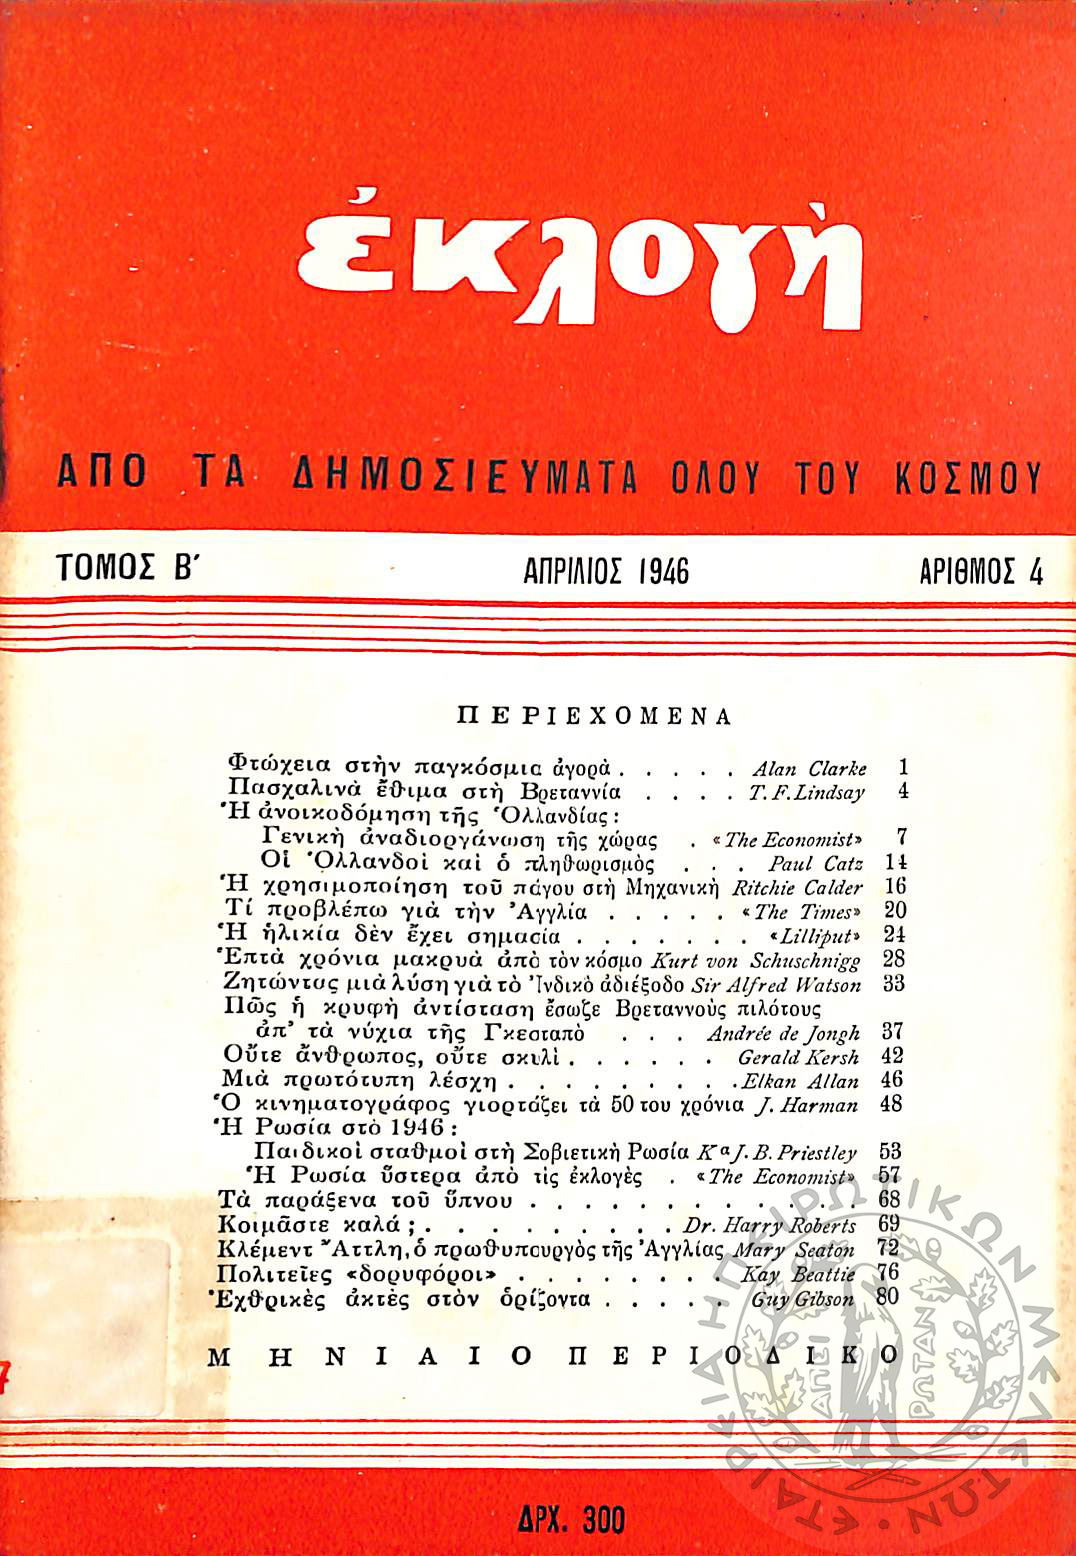 ἐκλογὴ
ΑΠΟ ΤΑ ΔΗΜΟΣΙΕΥΜΑΤΑ ΟΛΟΥ ΤΟΥ ΚΟΣΜΟΥ
ΤΟΜΟΣ Β΄ ΑΠΡΙΛΙΟΣ 1946 ΑΡΙΘΜΟΣ 4
ΠΕΡΙΕΧΟΜΕΝΑ
Φτώχεια στὴν παγκόσμια ἀγορὰ . . . . . Alan Clarke 1
Πασχαλινὰ ἔθιμα στὴ Βρεταννία . . . . T. F. Lindsay 4
Ἡ ἀνοικοδόμηση τῆς Ὁλλανδίας :
Γενικὴ ἀναδιοργάνωση τῆς χώρας . «The Economist» 7
Οἱ Ὁλλανδοὶ καὶ ὁ πληθωρισμὸς . . . Paul Catz 14
Ἡ χρησιμοποίηση τοῦ πάγου στὴ Μηχανικὴ Ritchie Calder 16
Τί προβλέπω γιὰ τὴν Ἀγγλία . . . . . «The Times» 20
Ἡ ἡλικία δὲν ἔχει σημασία . . . . . . . «Lilliput» 24
Ἑπτὰ χρόνια μακρυὰ ἀπὸ τὸν κόσμο Kurt von Schuschnigg 28
Ζητώντας μιὰ λύση γιὰ τὸ Ἰνδικὸ ἀδιέξοδο Sir Alfred Watson 33
Πῶς ἡ κρυφὴ ἀντίσταση ἔσωζε Βρεταννοὺς πιλότους
ἀπ' τὰ νύχια τῆς Γκεσταπὸ . . . Andrée de Jongh 37
Οὔτε ἄνθρωπος, οὔτε σκυλὶ . . . . . . Gerald Kersh 42
Μιὰ πρωτότυπη λέσχη . . . . . . . . . Elkan Allan 46
Ὁ κινηματογράφος γιορτάζει τὰ 50 του χρόνια J. Harman 48
Ἡ Ρωσία στὸ 1946 :
Παιδικοὶ σταθμοὶ στὴ Σοβιετικὴ Ρωσία Κα J. B. Priestley 53
Ἡ Ρωσία ὕστερα ἀπὸ τὶς ἐκλογὲς . «The Economist» 57
Τὰ παράξενα τοῦ ὕπνου . . . . . . . . . . . . 68
Κοιμᾶστε καλά ; . . . . . . . . . Dr. Harry Roberts 69
Κλέμεντ Ἄττλη, ὁ πρωθυπουργὸς τῆς Ἀγγλίας Mary Seaton 72
Πολιτεῖες «δορυφόροι» . . . . . . . . Kay Beattie 76
Ἐχθρικὲς ἀκτὲς στὸν ὁρίζοντα . . . . . Guy Gibson 80
ΜΗΝΙΑΙΟ ΠΕΡΙΟΔΙΚΟ
ΔΡΧ. 300
7
ΕΤΑΙΡΕΙΑ ΗΠΕΙΡΩΤΙΚΩΝ ΜΕΛΕΤΩΝ
ΑΠΕΙ ΡΩΤΑΝ